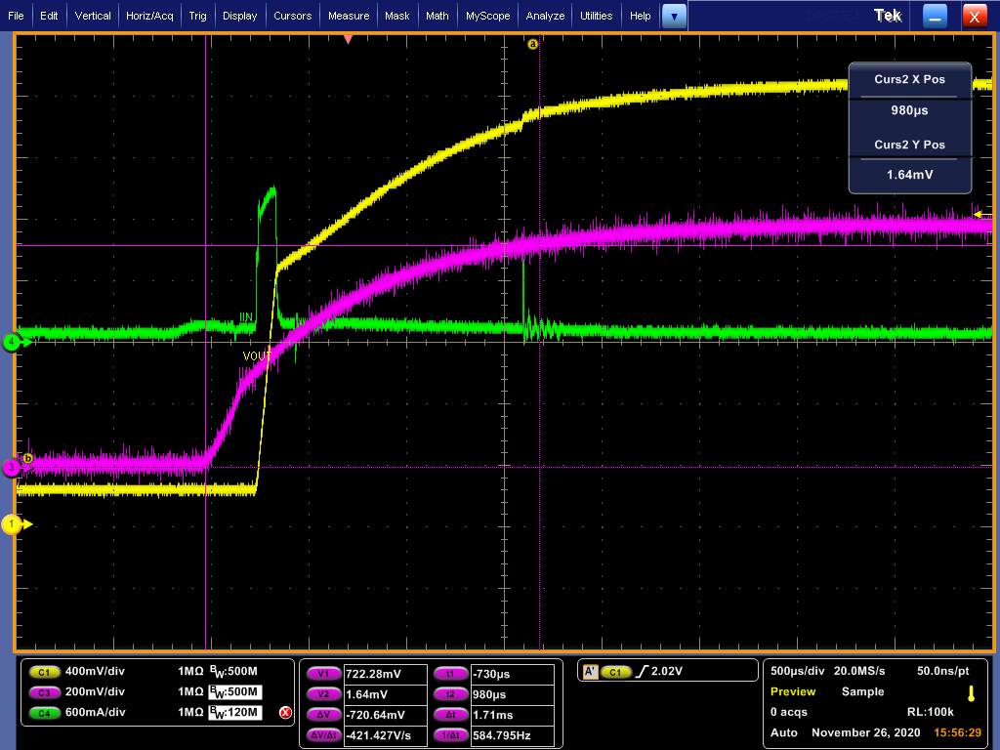 File Edit Vertical Horiz/Acq Trig Display Cursors Measure Mask Math MyScope Analyze Utilities Help Tek X
a
Curs2 X Pos
980µs
Curs2 Y Pos
1.64mV
IIN
4
VOUT
b
3
1
C1 400mV/div 1MΩ BW:500M
C3 200mV/div 1MΩ BW:500M
C4 600mA/div 1MΩ BW:120M
V1 722.28mV t1 -730µs
V2 1.64mV t2 980µs
ΔV -720.64mV Δt 1.71ms
ΔV/Δt -421.427V/s 1/Δt 584.795Hz
A' C1 2.02V
500µs/div 20.0MS/s 50.0ns/pt
Preview Sample
0 acqs RL:100k
Auto November 26, 2020 15:56:29